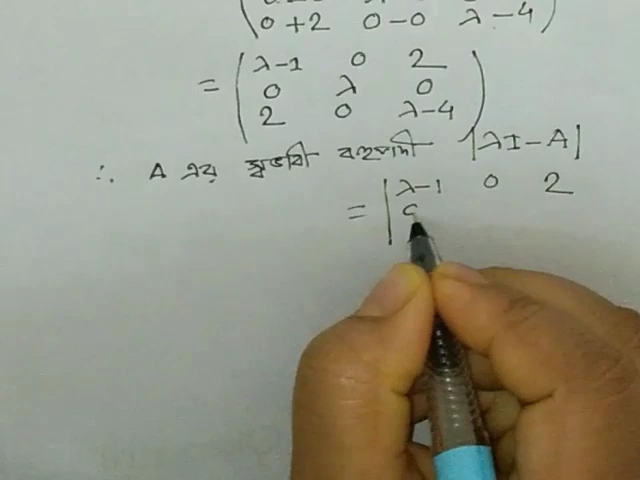 0+2 0-0 λ-4
= ( λ-1 0 2
0 λ 0
2 0 λ-4 )
∴ A এর স্বকীয় বহুপদী |λI-A|
= | λ-1 0 2